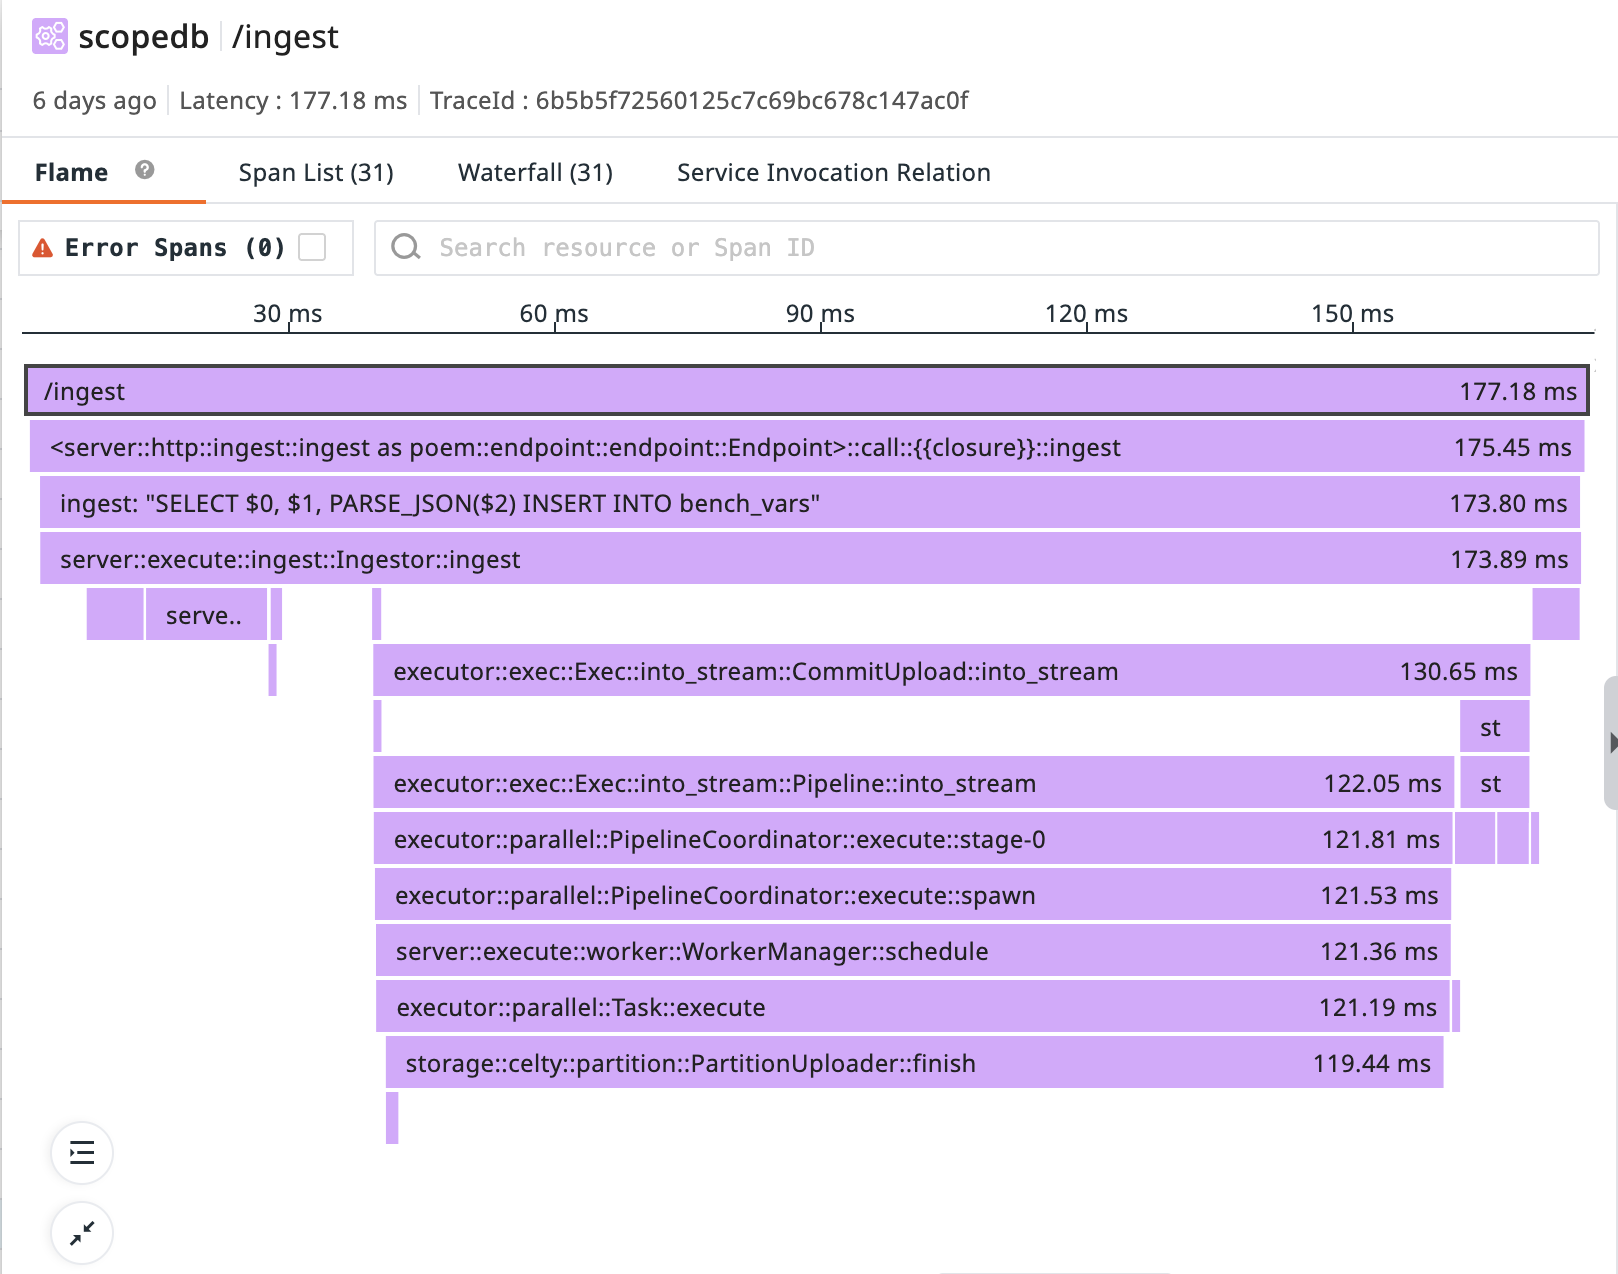 scopedb /ingest
6 days ago Latency : 177.18 ms TraceId : 6b5b5f72560125c7c69bc678c147ac0f
Flame ? Span List (31) Waterfall (31) Service Invocation Relation
Error Spans (0) Search resource or Span ID
30 ms 60 ms 90 ms 120 ms 150 ms
/ingest 177.18 ms
<server::http::ingest::ingest as poem::endpoint::endpoint::Endpoint>::call::{{closure}}::ingest 175.45 ms
ingest: "SELECT $0, $1, PARSE_JSON($2) INSERT INTO bench_vars" 173.80 ms
server::execute::ingest::Ingestor::ingest 173.89 ms
serve..
executor::exec::Exec::into_stream::CommitUpload::into_stream 130.65 ms
st
executor::exec::Exec::into_stream::Pipeline::into_stream 122.05 ms st
executor::parallel::PipelineCoordinator::execute::stage-0 121.81 ms
executor::parallel::PipelineCoordinator::execute::spawn 121.53 ms
server::execute::worker::WorkerManager::schedule 121.36 ms
executor::parallel::Task::execute 121.19 ms
storage::celty::partition::PartitionUploader::finish 119.44 ms